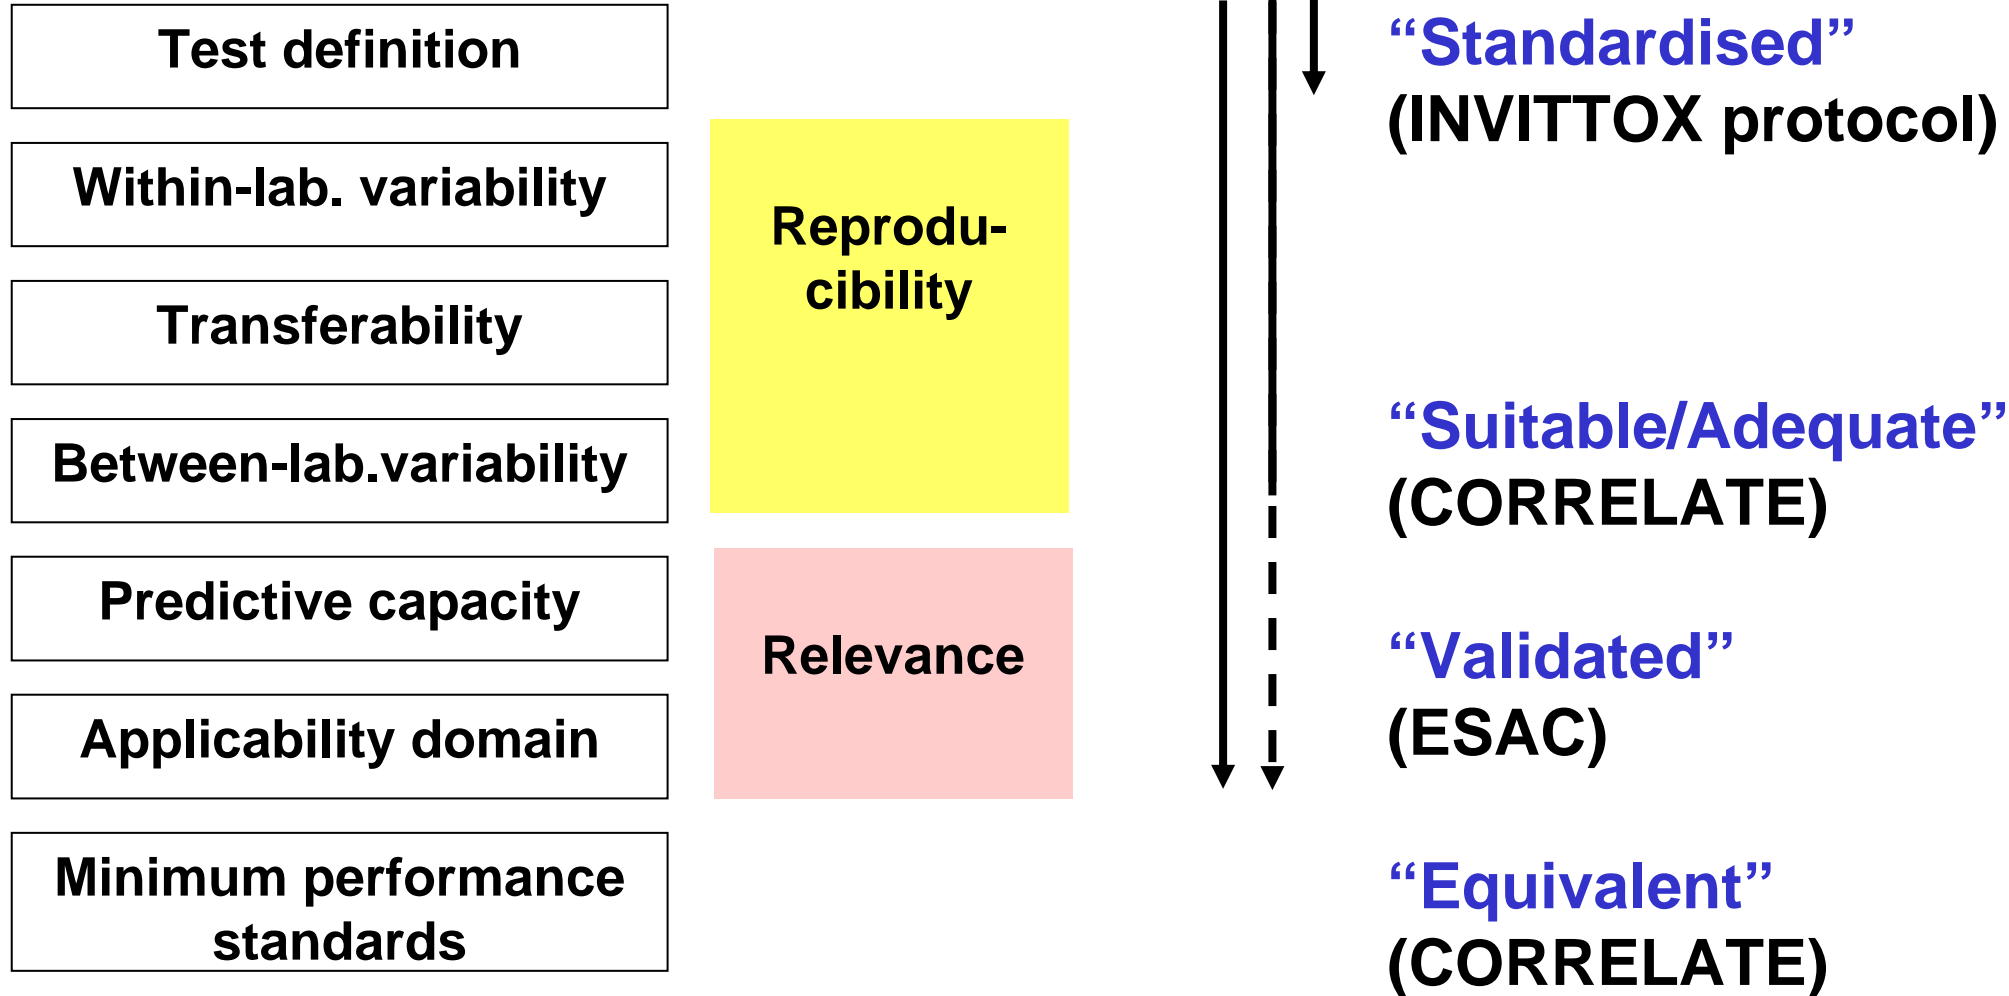 Test definition
Within-lab. variability
Transferability
Between-lab.variability
Predictive capacity
Applicability domain
Minimum performance
standards
Reprodu-
cibility
Relevance
“Standardised”
(INVITTOX protocol)
“Suitable/Adequate”
(CORRELATE)
“Validated”
(ESAC)
“Equivalent”
(CORRELATE)